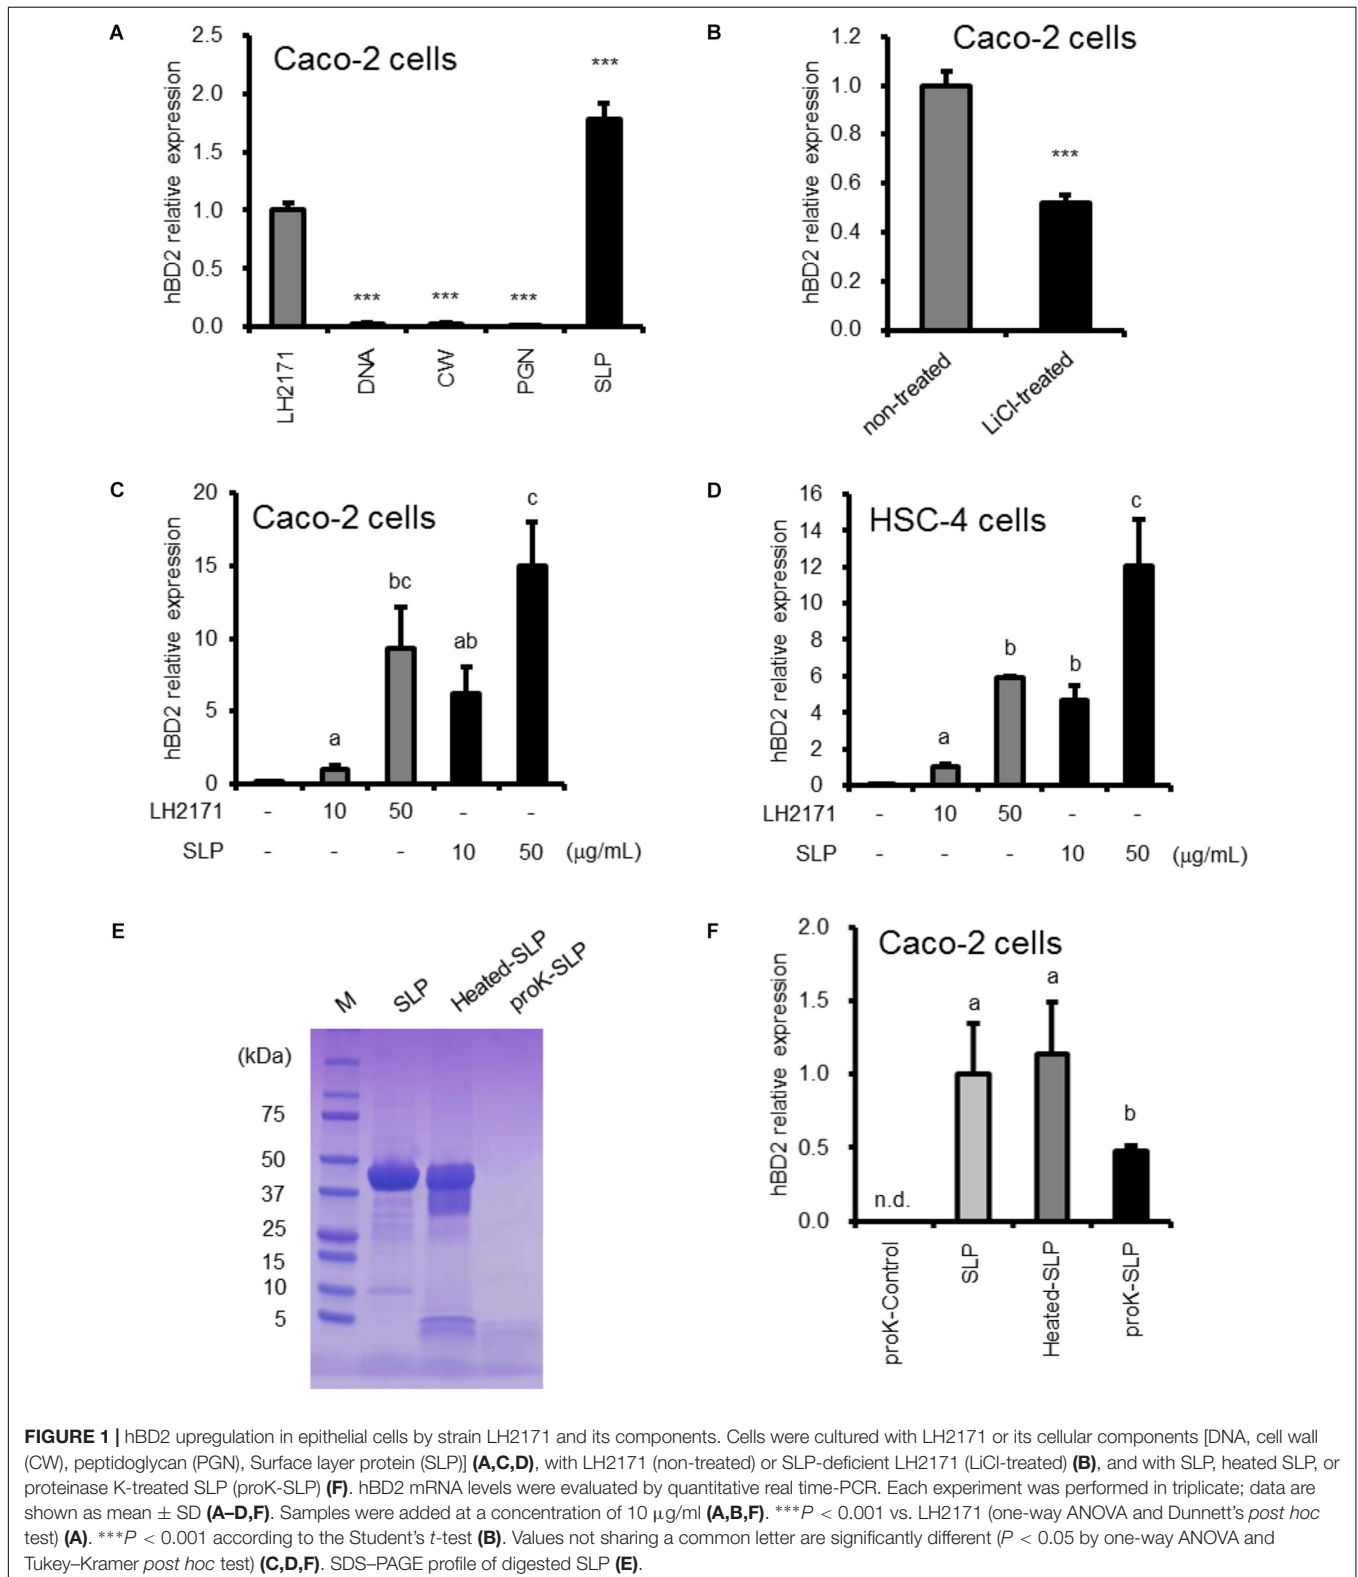 A
Caco-2 cells
hBD2 relative expression
2.5
2.0
1.5
1.0
0.5
0.0
***
***
***
***
LH2171
DNA
CW
PGN
SLP
B
Caco-2 cells
hBD2 relative expression
1.2
1.0
0.8
0.6
0.4
0.2
0.0
***
non-treated
LiCl-treated
C
Caco-2 cells
hBD2 relative expression
20
15
10
5
0
a
bc
ab
c
LH2171 - 10 50 - -
SLP - - - 10 50 (μg/mL)
D
HSC-4 cells
hBD2 relative expression
16
14
12
10
8
6
4
2
0
a
b
b
c
LH2171 - 10 50 - -
SLP - - - 10 50 (μg/mL)
E
M
SLP
Heated-SLP
proK-SLP
(kDa)
75
50
37
25
15
10
5
F
Caco-2 cells
hBD2 relative expression
2.0
1.5
1.0
0.5
0.0
n.d.
a
a
b
proK-Control
SLP
Heated-SLP
proK-SLP
FIGURE 1 | hBD2 upregulation in epithelial cells by strain LH2171 and its components. Cells were cultured with LH2171 or its cellular components [DNA, cell wall
(CW), peptidoglycan (PGN), Surface layer protein (SLP)] (A,C,D), with LH2171 (non-treated) or SLP-deficient LH2171 (LiCl-treated) (B), and with SLP, heated SLP, or
proteinase K-treated SLP (proK-SLP) (F). hBD2 mRNA levels were evaluated by quantitative real time-PCR. Each experiment was performed in triplicate; data are
shown as mean ± SD (A–D,F). Samples were added at a concentration of 10 μg/ml (A,B,F). ***P < 0.001 vs. LH2171 (one-way ANOVA and Dunnett's post hoc
test) (A). ***P < 0.001 according to the Student's t-test (B). Values not sharing a common letter are significantly different (P < 0.05 by one-way ANOVA and
Tukey–Kramer post hoc test) (C,D,F). SDS–PAGE profile of digested SLP (E).